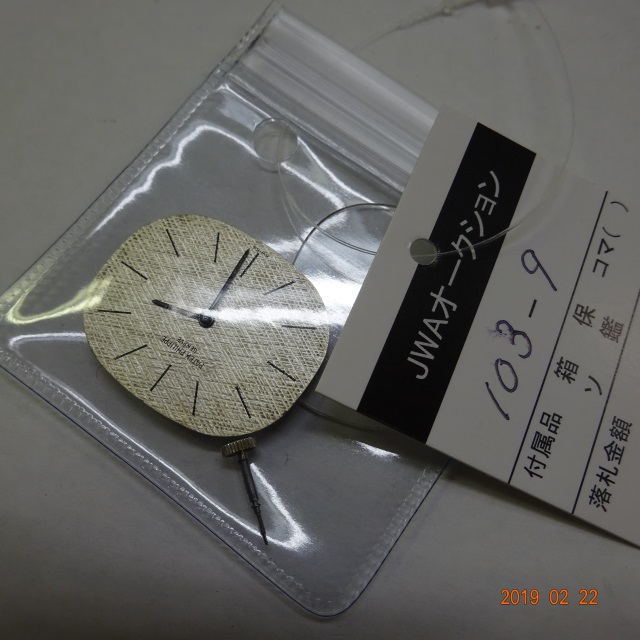 PATEK PHILIPPE
GENEVE
JWAオークション
103-9
付属品 箱 保 コマ( )
ソ 鑑
落札金額
2019 02 22